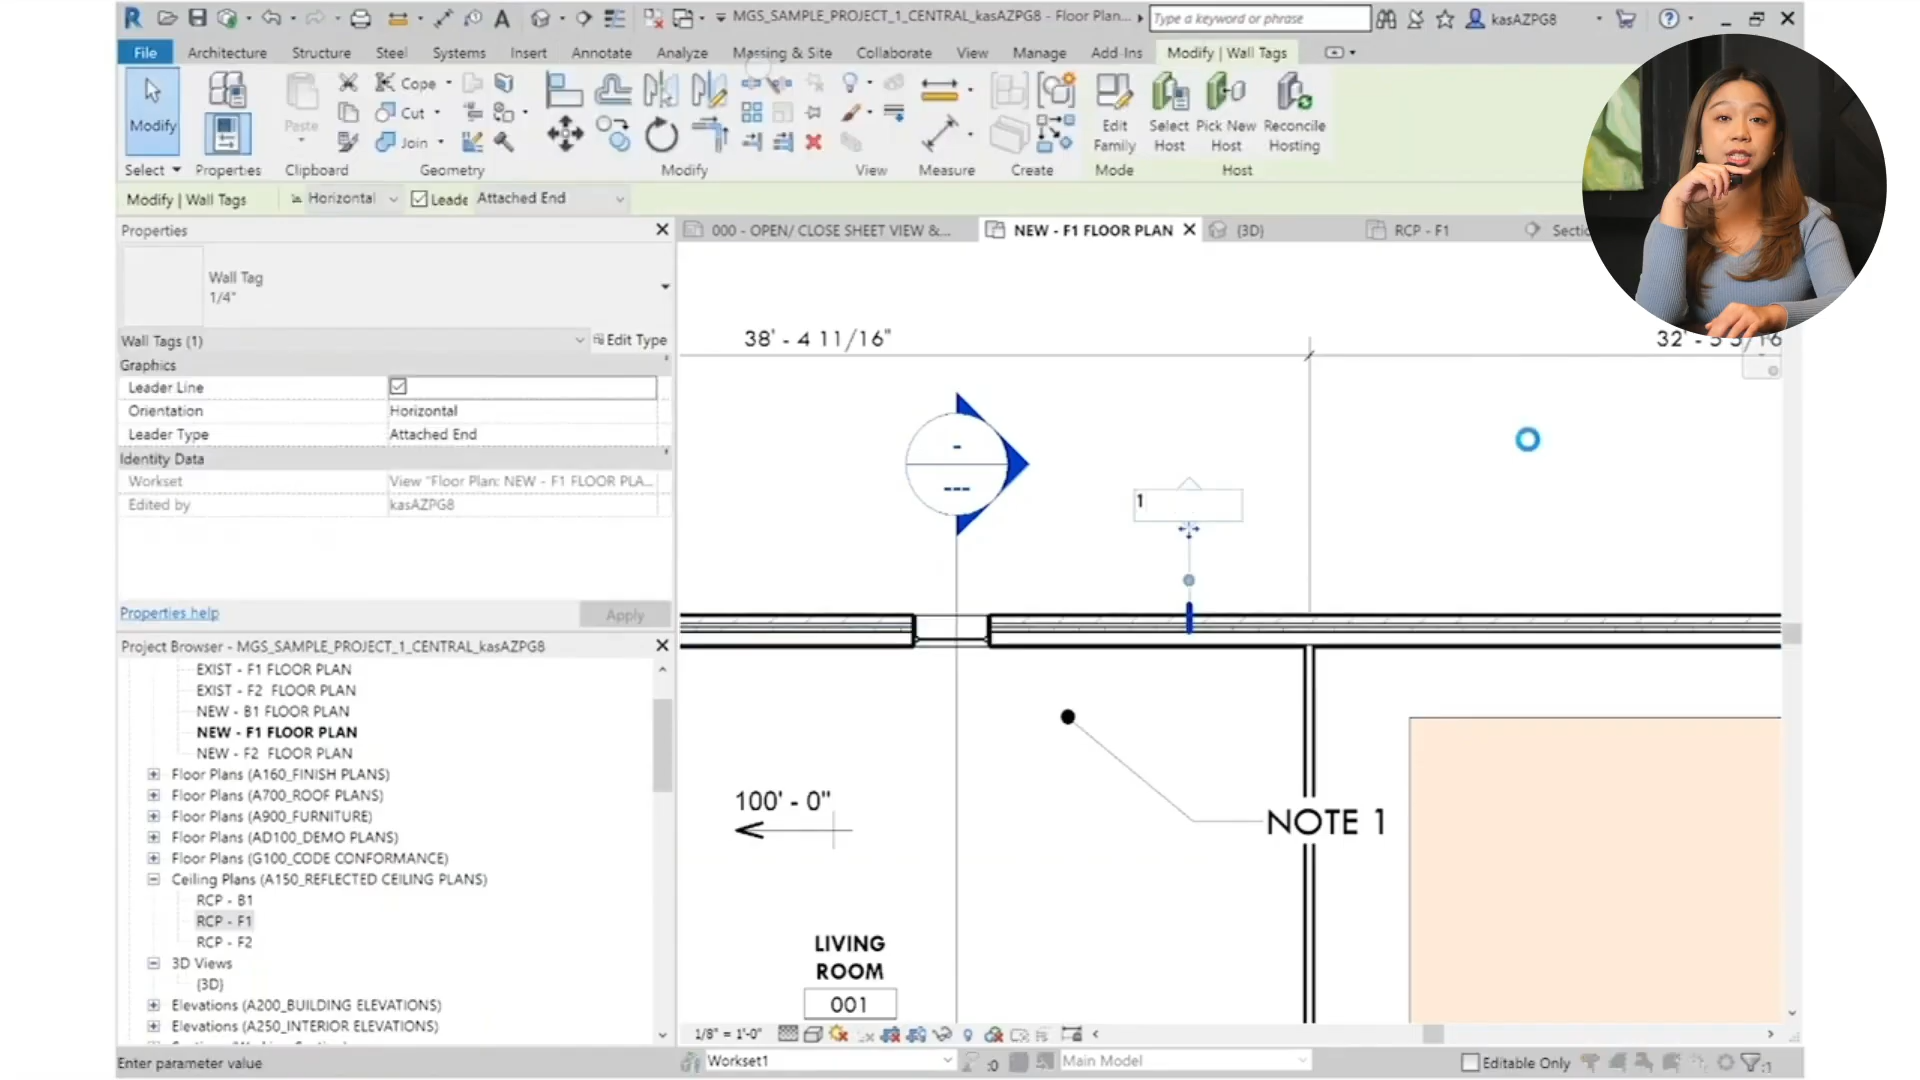 MGS_SAMPLE_PROJECT_1_CENTRAL_kasAZPG8 - Floor Plan...
Type a keyword or phrase
kasAZPG8
File Architecture Structure Steel Systems Insert Annotate Analyze Massing & Site Collaborate View Manage Add-Ins Modify | Wall Tags
Modify
Paste
Cope
Cut
Join
Edit Family
Select Host
Pick New Host
Reconcile Hosting
Select Properties Clipboard Geometry Modify View Measure Create Mode Host
Modify | Wall Tags Horizontal Leade Attached End
Properties
000 - OPEN/ CLOSE SHEET VIEW &... NEW - F1 FLOOR PLAN {3D} RCP - F1 Sectio
Wall Tag
1/4"
Wall Tags (1) Edit Type
Graphics
Leader Line
Orientation Horizontal
Leader Type Attached End
Identity Data
Workset View "Floor Plan: NEW - F1 FLOOR PLA...
Edited by kasAZPG8
Properties help Apply
Project Browser - MGS_SAMPLE_PROJECT_1_CENTRAL_kasAZPG8
EXIST - F1 FLOOR PLAN
EXIST - F2 FLOOR PLAN
NEW - B1 FLOOR PLAN
NEW - F1 FLOOR PLAN
NEW - F2 FLOOR PLAN
Floor Plans (A160_FINISH PLANS)
Floor Plans (A700_ROOF PLANS)
Floor Plans (A900_FURNITURE)
Floor Plans (AD100_DEMO PLANS)
Floor Plans (G100_CODE CONFORMANCE)
Ceiling Plans (A150_REFLECTED CEILING PLANS)
RCP - B1
RCP - F1
RCP - F2
3D Views
{3D}
Elevations (A200_BUILDING ELEVATIONS)
Elevations (A250_INTERIOR ELEVATIONS)
38' - 4 11/16"
32' -
-
---
1
100' - 0"
NOTE 1
LIVING
ROOM
001
1/8" = 1'-0"
Enter parameter value
Workset1
:0
Main Model
Editable Only
:1